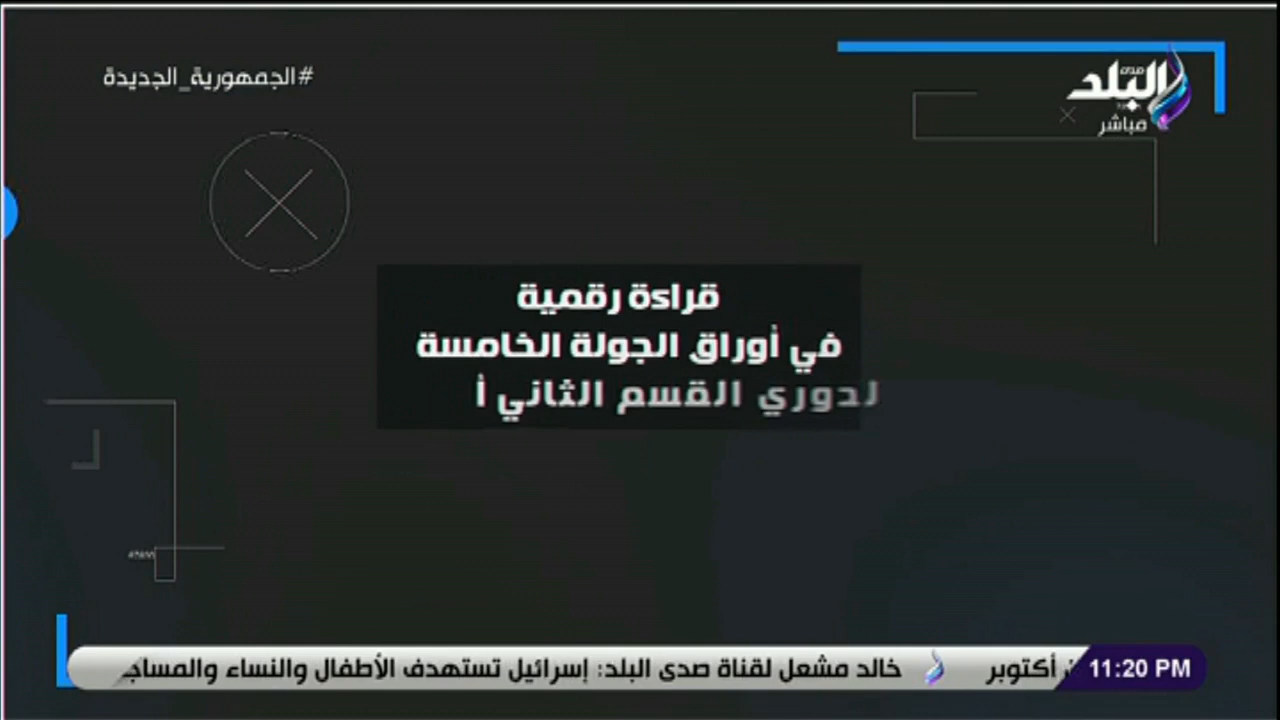 #الجمهورية_الجديدة
صدى البلد
مباشر
قراءة رقمية
في أوراق الجولة الخامسة
لدوري القسم الثاني أ
أكتوبر خالد مشعل لقناة صدى البلد: إسرائيل تستهدف الأطفال والنساء
11:20 PM